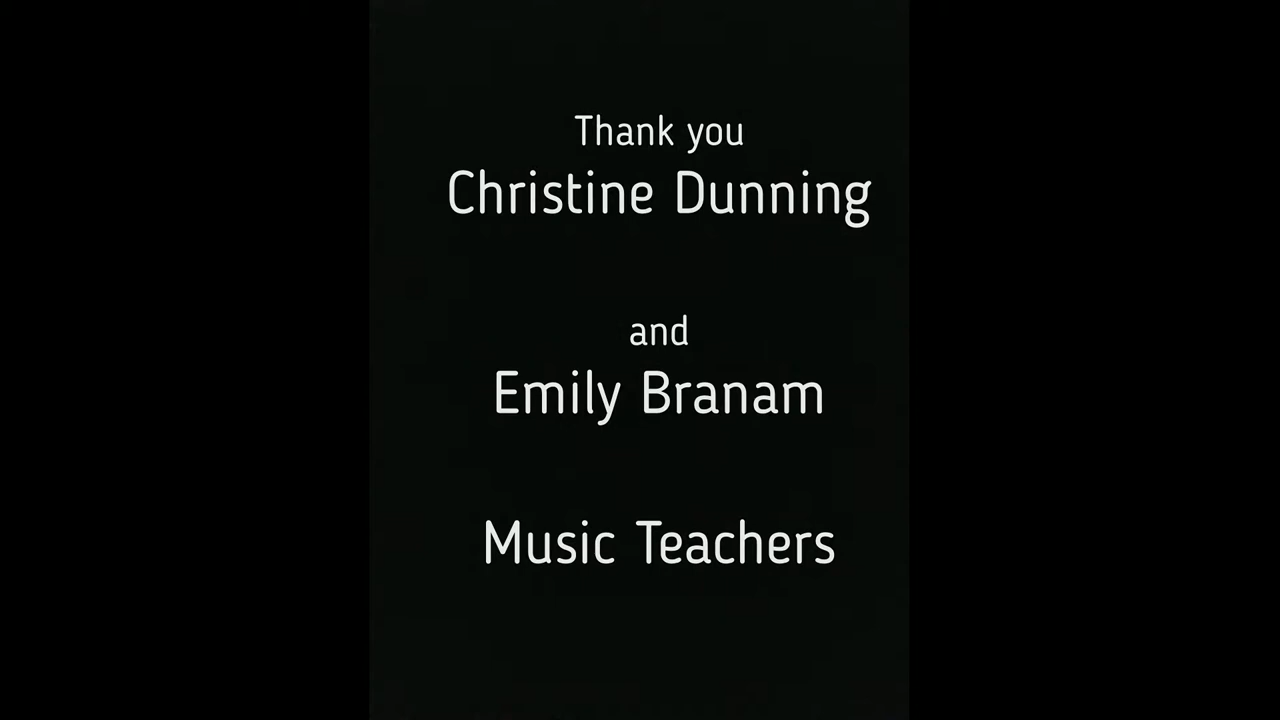 Thank you
Christine Dunning
and
Emily Branam
Music Teachers